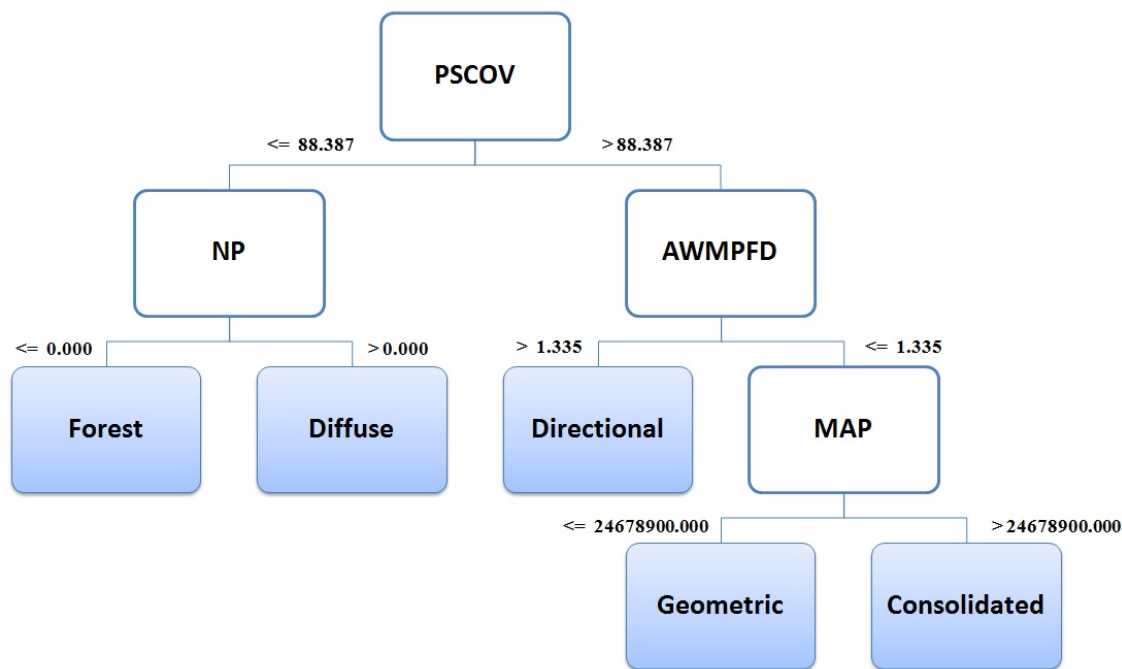 PSCOV
<= 88.387
>88.387
NP
AWMPFD
<= 0.000
>0.000
> 1.335
<= 1.335
Forest
Diffuse
Directional
MAP
<= 24678900.000
>24678900.000
Geometric
Consolidated